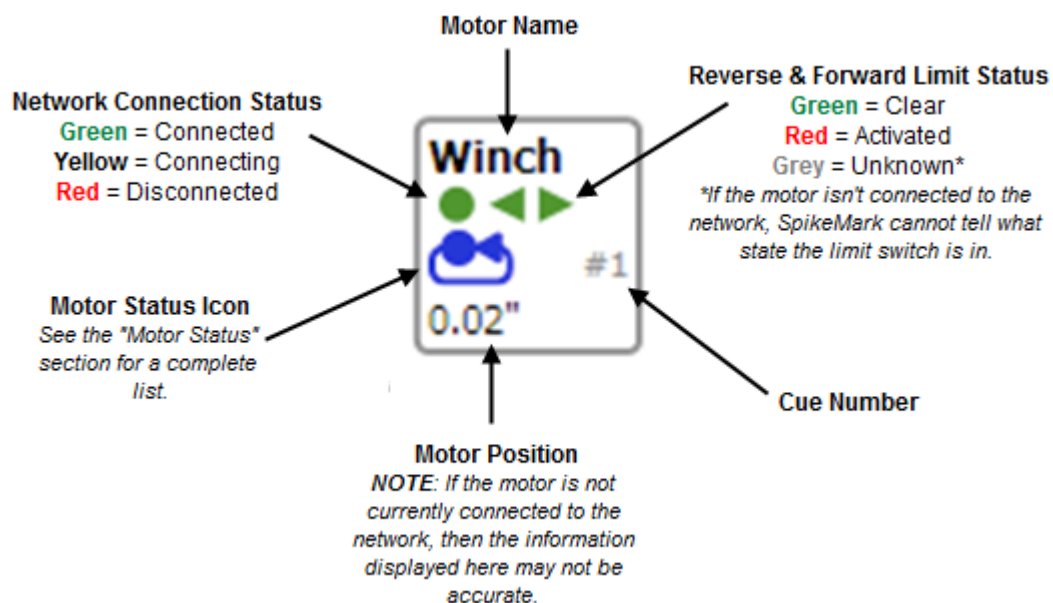 Motor Name
Network Connection Status
Green = Connected
Yellow = Connecting
Red = Disconnected
Reverse & Forward Limit Status
Green = Clear
Red = Activated
Grey = Unknown*
*If the motor isn't connected to the
network, SpikeMark cannot tell what
state the limit switch is in.
Winch
#1
0.02"
Motor Status Icon
See the "Motor Status"
section for a complete
list.
Cue Number
Motor Position
NOTE: If the motor is not
currently connected to the
network, then the information
displayed here may not be
accurate.